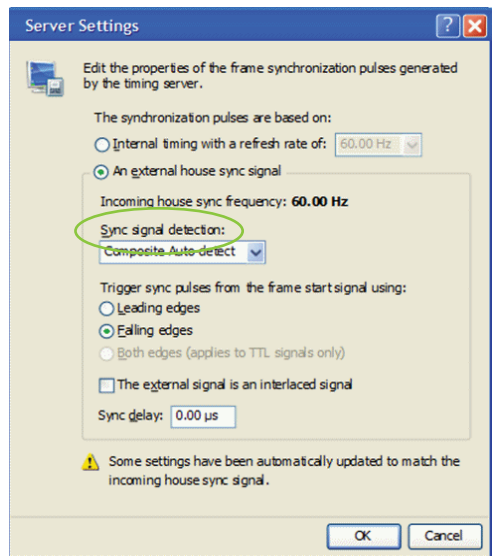 Server Settings
Edit the properties of the frame synchronization pulses generated
by the timing server.
The synchronization pulses are based on:
Internal timing with a refresh rate of: 60.00 Hz
An external house sync signal
Incoming house sync frequency: 60.00 Hz
Sync signal detection:
Composite Auto detect
Trigger sync pulses from the frame start signal using:
Leading edges
Falling edges
Both edges (applies to TTL signals only)
The external signal is an interlaced signal
Sync delay: 0.00 µs
Some settings have been automatically updated to match the
incoming house sync signal.
OK Cancel